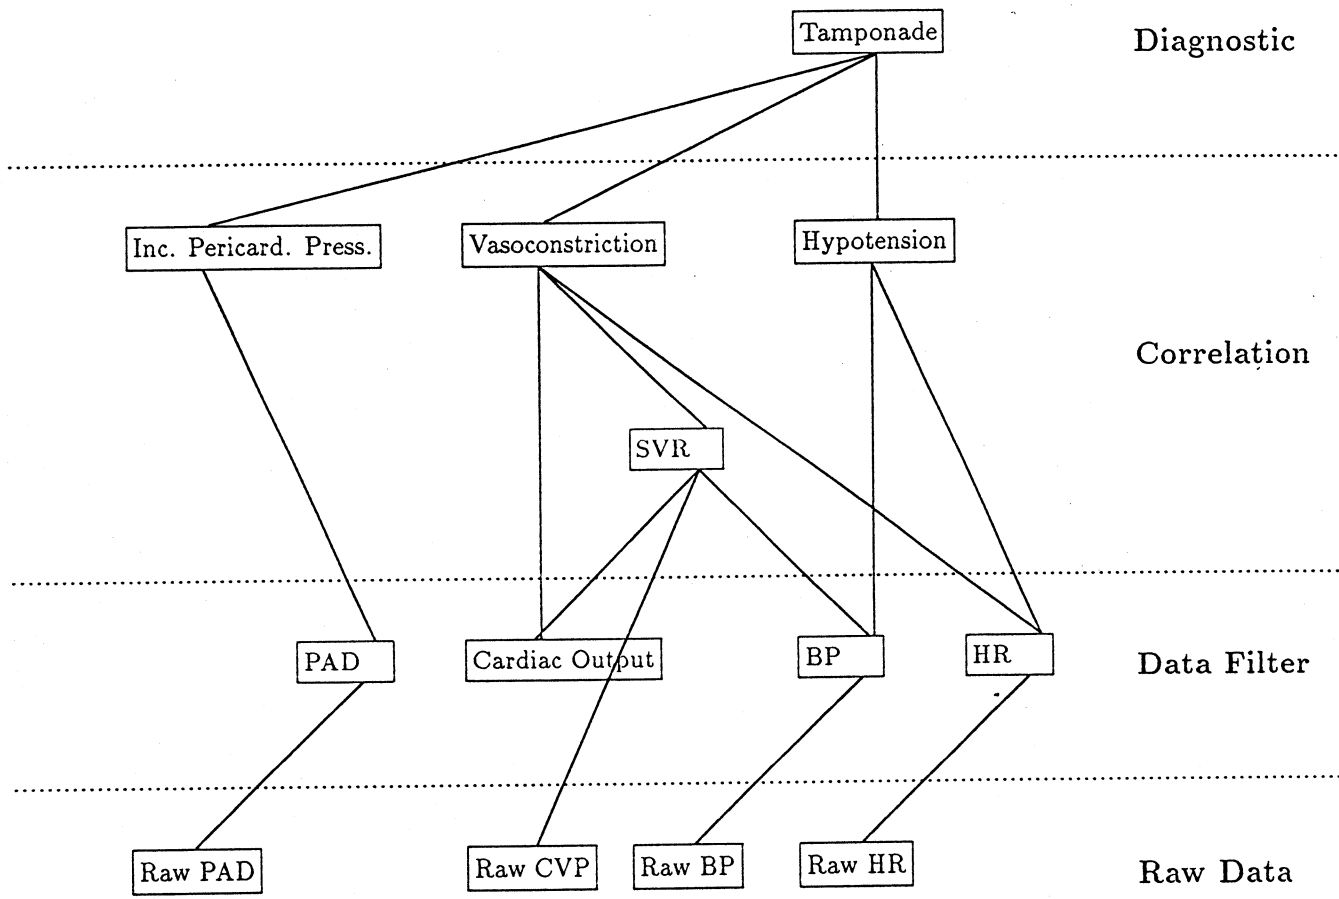 Tamponade
Diagnostic
Inc. Pericard. Press.
Vasoconstriction
Hypotension
Correlation
SVR
PAD
Cardiac Output
BP
HR
Data Filter
Raw PAD
Raw CVP
Raw BP
Raw HR
Raw Data